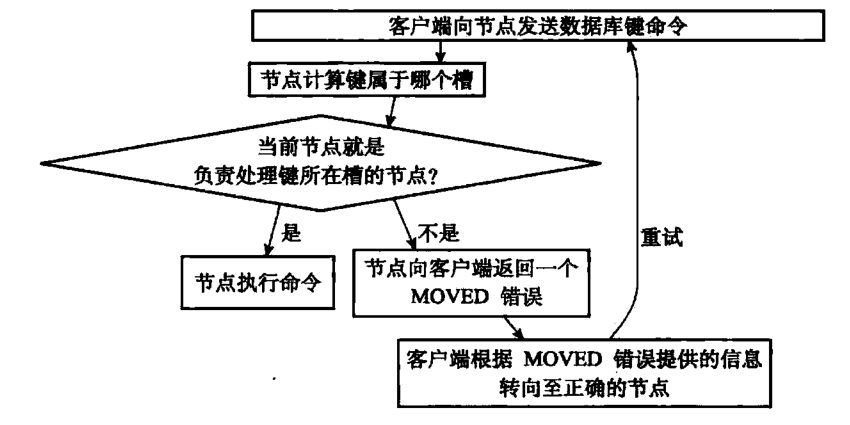 客户端向节点发送数据库键命令
节点计算键属于哪个槽
当前节点就是
负责处理键所在槽的节点?
是
不是
重试
节点执行命令
节点向客户端返回一个
MOVED 错误
客户端根据 MOVED 错误提供的信息
转向至正确的节点